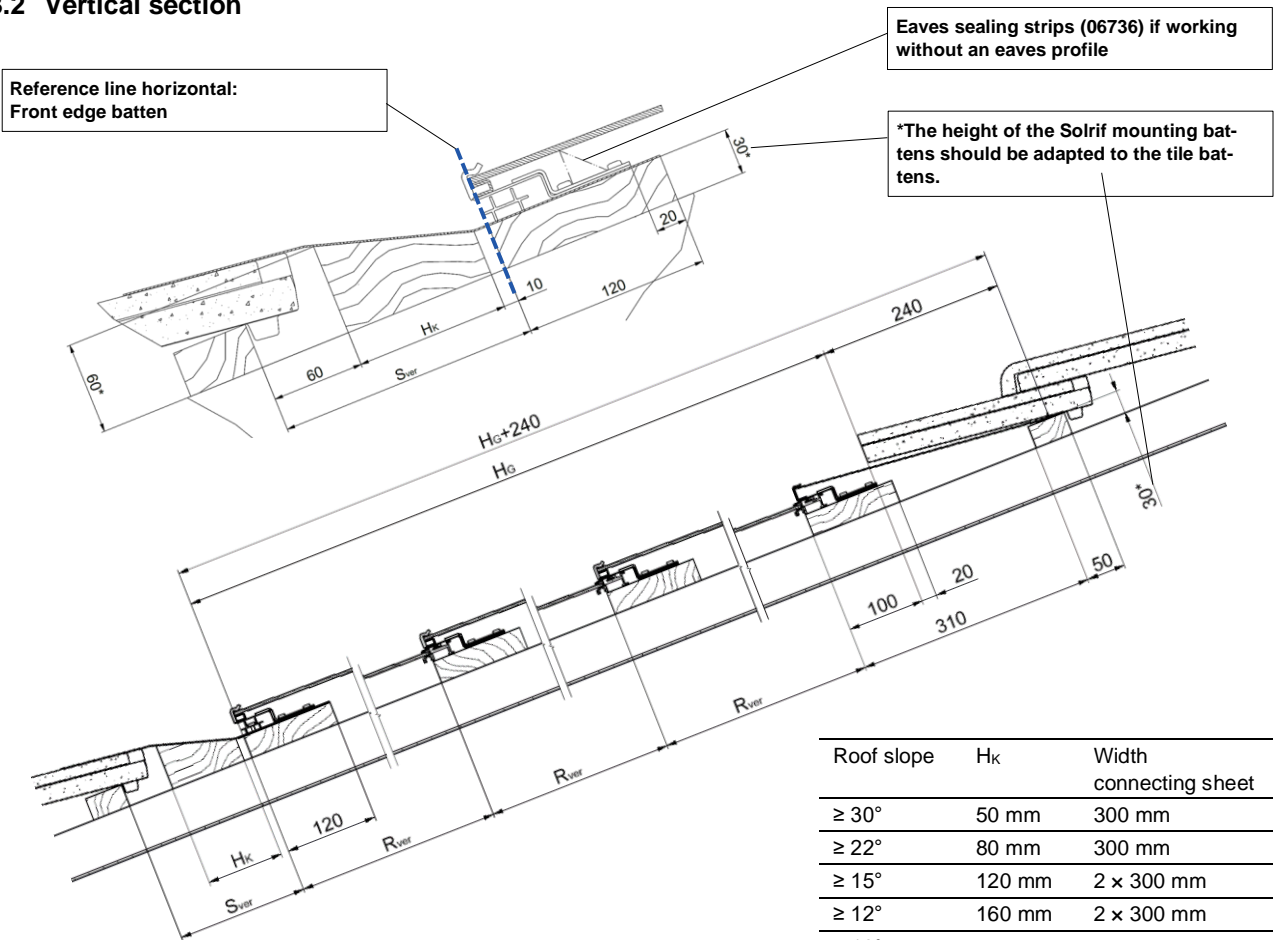 .2 Vertical section
Eaves sealing strips (06736) if working
without an eaves profile
Reference line horizontal:
Front edge batten
*The height of the Solrif mounting bat-
tens should be adapted to the tile bat-
tens.
30*
20
10
120
HK
60
Sver
60*
240
HG+240
HG
30*
50
20
100
310
Rver
Rver
Rver
120
HK
Sver
Roof slope HK Width
connecting sheet
≥ 30° 50 mm 300 mm
≥ 22° 80 mm 300 mm
≥ 15° 120 mm 2 × 300 mm
≥ 12° 160 mm 2 × 300 mm